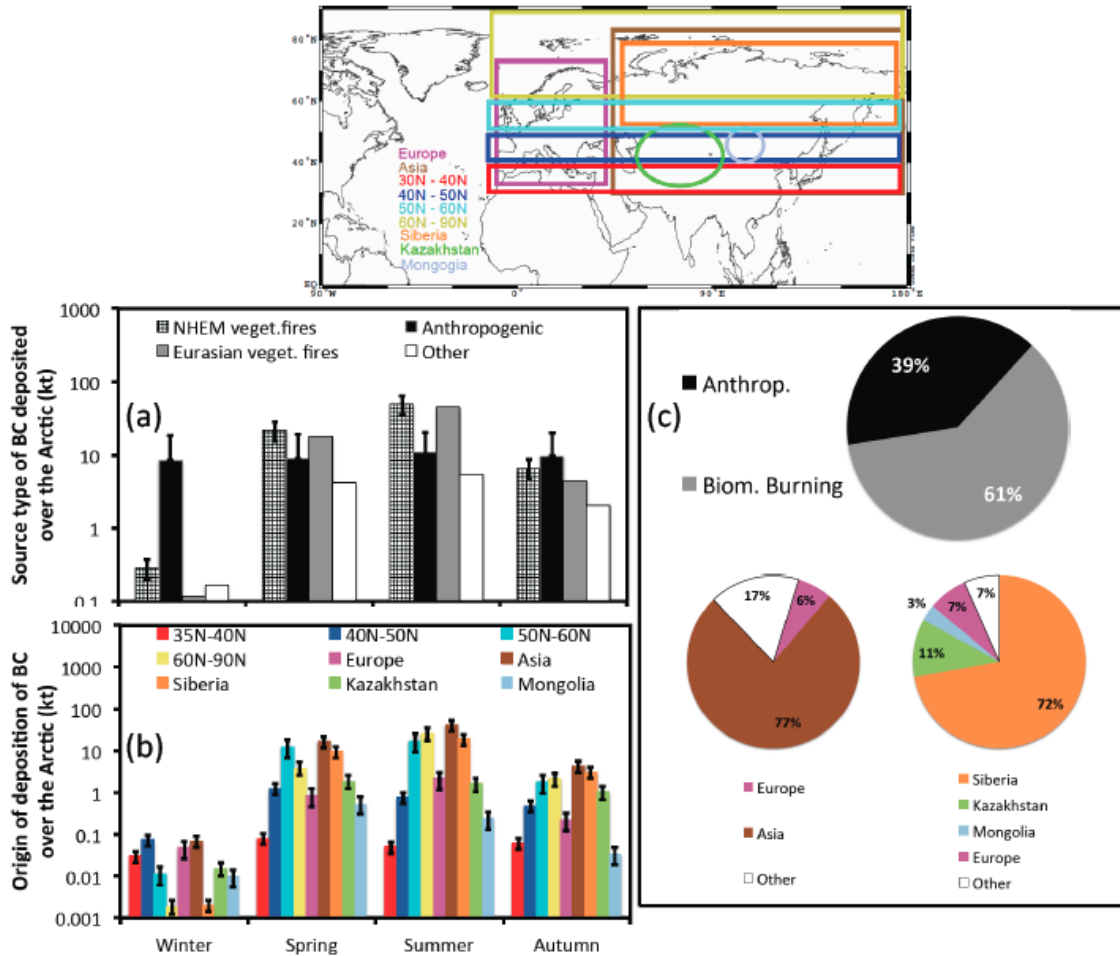 80°N
60°N
40°N
20°N
Europe
Asia
30N - 40N
40N - 50N
50N - 60N
60N - 90N
Siberia
Kazakhstan
Mongogia
90°W
0°
90°E
180°E
Source type of BC deposited
over the Arctic (kt)
1000
100
10
1
0.1
NHEM veget.fires
Anthropogenic
Eurasian veget. fires
Other
(a)
Origin of deposition of BC
over the Arctic (kt)
10000
1000
100
10
1
0.1
0.01
0.001
35N-40N
40N-50N
50N-60N
60N-90N
Europe
Asia
Siberia
Kazakhstan
Mongolia
(b)
Winter
Spring
Summer
Autumn
(c)
Anthrop.
Biom. Burning
39%
61%
17%
6%
77%
3%
7%
7%
11%
72%
Europe
Asia
Other
Siberia
Kazakhstan
Mongolia
Europe
Other